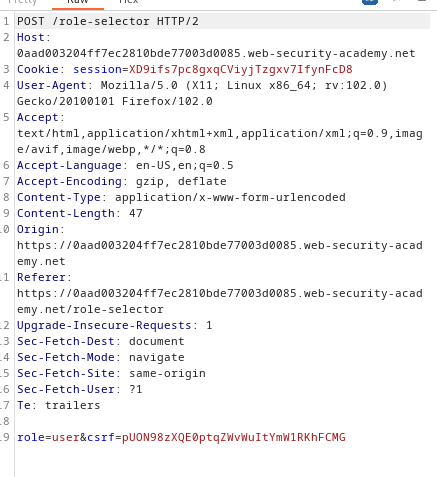 Pretty Raw Hex
1 POST /role-selector HTTP/2
2 Host:
0aad003204ff7ec2810bde77003d0085.web-security-academy.net
3 Cookie: session=XD9ifs7pc8gxqCViyjTzgxv7IfynFcD8
4 User-Agent: Mozilla/5.0 (X11; Linux x86_64; rv:102.0)
Gecko/20100101 Firefox/102.0
5 Accept:
text/html,application/xhtml+xml,application/xml;q=0.9,imag
e/avif,image/webp,*/*;q=0.8
6 Accept-Language: en-US,en;q=0.5
7 Accept-Encoding: gzip, deflate
8 Content-Type: application/x-www-form-urlencoded
9 Content-Length: 47
10 Origin:
https://0aad003204ff7ec2810bde77003d0085.web-security-acad
emy.net
11 Referer:
https://0aad003204ff7ec2810bde77003d0085.web-security-acad
emy.net/role-selector
12 Upgrade-Insecure-Requests: 1
13 Sec-Fetch-Dest: document
14 Sec-Fetch-Mode: navigate
15 Sec-Fetch-Site: same-origin
16 Sec-Fetch-User: ?1
17 Te: trailers
18
19 role=user&csrf=pUON98zXQE0ptqZWvWuItYmW1RKhFCMG